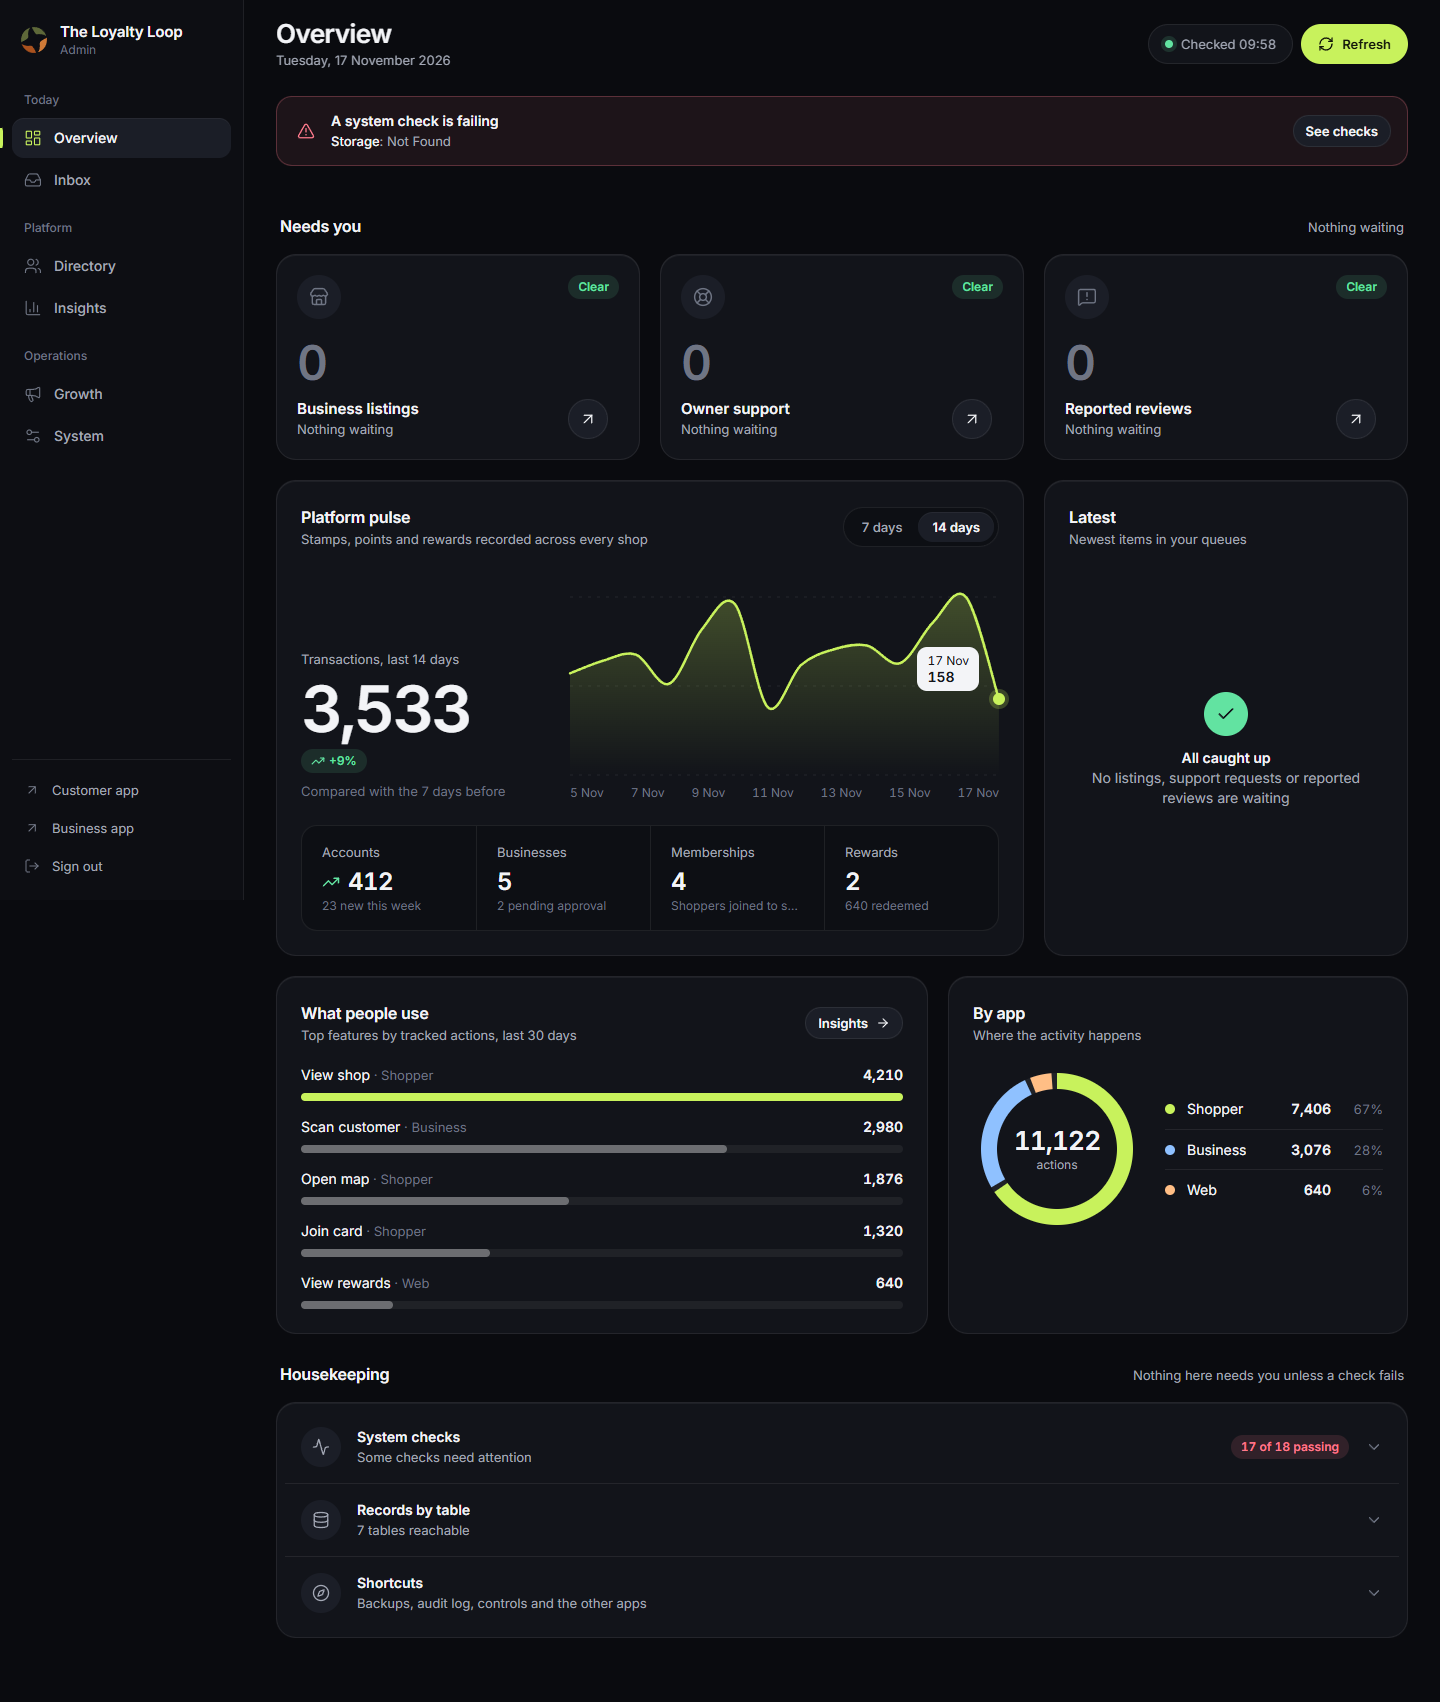 The Loyalty Loop
Admin
Today
Overview
Inbox
Platform
Directory
Insights
Operations
Growth
System
Customer app
Business app
Sign out
Overview
Tuesday, 17 November 2026
Checked 09:58
Refresh
A system check is failing
Storage: Not Found
See checks
Needs you
Nothing waiting
Clear
0
Business listings
Nothing waiting
Clear
0
Owner support
Nothing waiting
Clear
0
Reported reviews
Nothing waiting
Platform pulse
Stamps, points and rewards recorded across every shop
7 days
14 days
Transactions, last 14 days
3,533
+9%
Compared with the 7 days before
17 Nov
158
5 Nov
7 Nov
9 Nov
11 Nov
13 Nov
15 Nov
17 Nov
Accounts
412
23 new this week
Businesses
5
2 pending approval
Memberships
4
Shoppers joined to s...
Rewards
2
640 redeemed
Latest
Newest items in your queues
All caught up
No listings, support requests or reported
reviews are waiting
What people use
Top features by tracked actions, last 30 days
Insights
View shop · Shopper
4,210
Scan customer · Business
2,980
Open map · Shopper
1,876
Join card · Shopper
1,320
View rewards · Web
640
By app
Where the activity happens
11,122
actions
Shopper 7,406 67%
Business 3,076 28%
Web 640 6%
Housekeeping
Nothing here needs you unless a check fails
System checks
Some checks need attention
17 of 18 passing
Records by table
7 tables reachable
Shortcuts
Backups, audit log, controls and the other apps